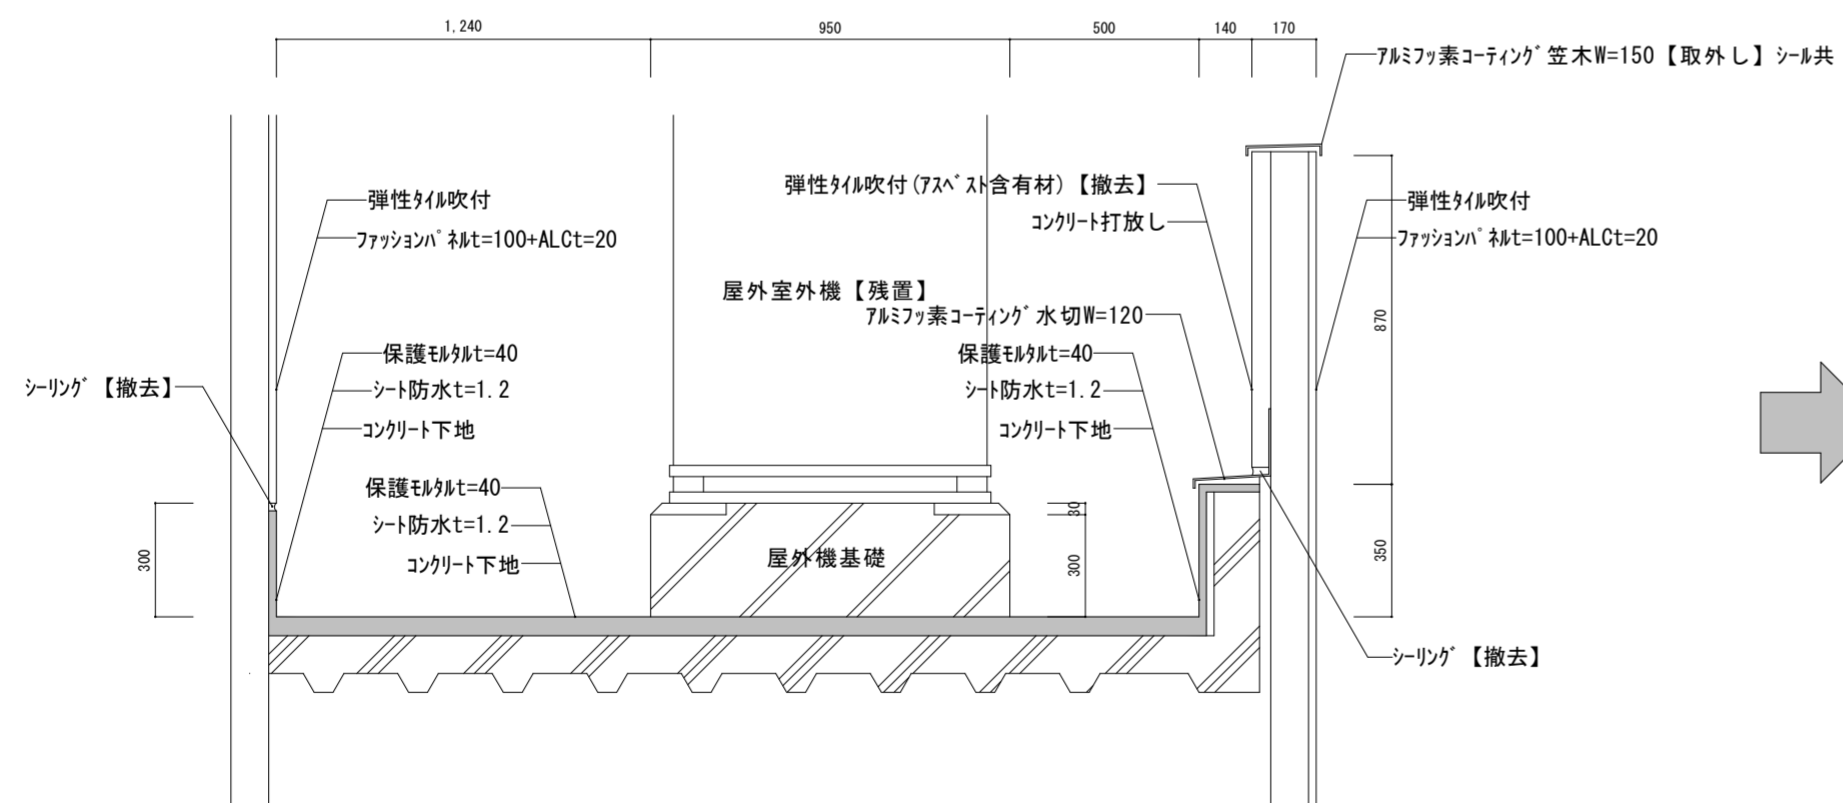 1,240
950
500
140
170
ｱﾙﾐﾌｯ素ｺｰﾃｨﾝｸﾞ笠木W=150【取外し】ｼｰﾙ共
弾性ﾀｲﾙ吹付(ｱｽﾍﾞｽﾄ含有材)【撤去】
ｺﾝｸﾘｰﾄ打放し
弾性ﾀｲﾙ吹付
ﾌｧｯｼｮﾝﾊﾟﾈﾙt=100+ALCt=20
弾性ﾀｲﾙ吹付
ﾌｧｯｼｮﾝﾊﾟﾈﾙt=100+ALCt=20
屋外室外機【残置】
ｱﾙﾐﾌｯ素ｺｰﾃｨﾝｸﾞ水切W=120
870
保護ﾓﾙﾀﾙt=40
ｼｰﾄ防水t=1.2
ｺﾝｸﾘｰﾄ下地
保護ﾓﾙﾀﾙt=40
ｼｰﾄ防水t=1.2
ｺﾝｸﾘｰﾄ下地
ｼｰﾘﾝｸﾞ【撤去】
保護ﾓﾙﾀﾙt=40
ｼｰﾄ防水t=1.2
ｺﾝｸﾘｰﾄ下地
300
屋外機基礎
30
300
350
ｼｰﾘﾝｸﾞ【撤去】